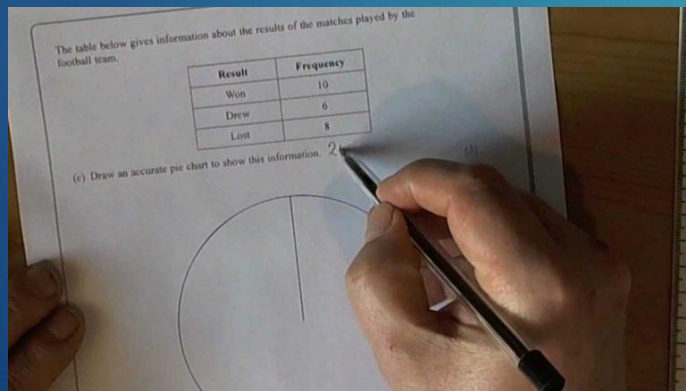 The table below gives information about the results of the matches played by the
football team.
Result Frequency
Won 10
Drew 6
Lost 8
(c) Draw an accurate pie chart to show this information. 2
(3)